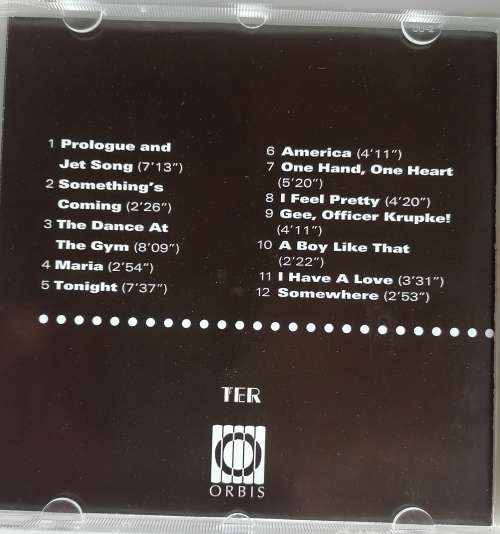 1 Prologue and
Jet Song (7'13")
2 Something's
Coming (2'26")
3 The Dance At
The Gym (8'09")
4 Maria (2'54")
5 Tonight (7'37")
6 America (4'11")
7 One Hand, One Heart
(5'20")
8 I Feel Pretty (4'20")
9 Gee, Officer Krupke!
(4'11")
10 A Boy Like That
(2'22")
11 I Have A Love (3'31")
12 Somewhere (2'53")
TER
ORBIS